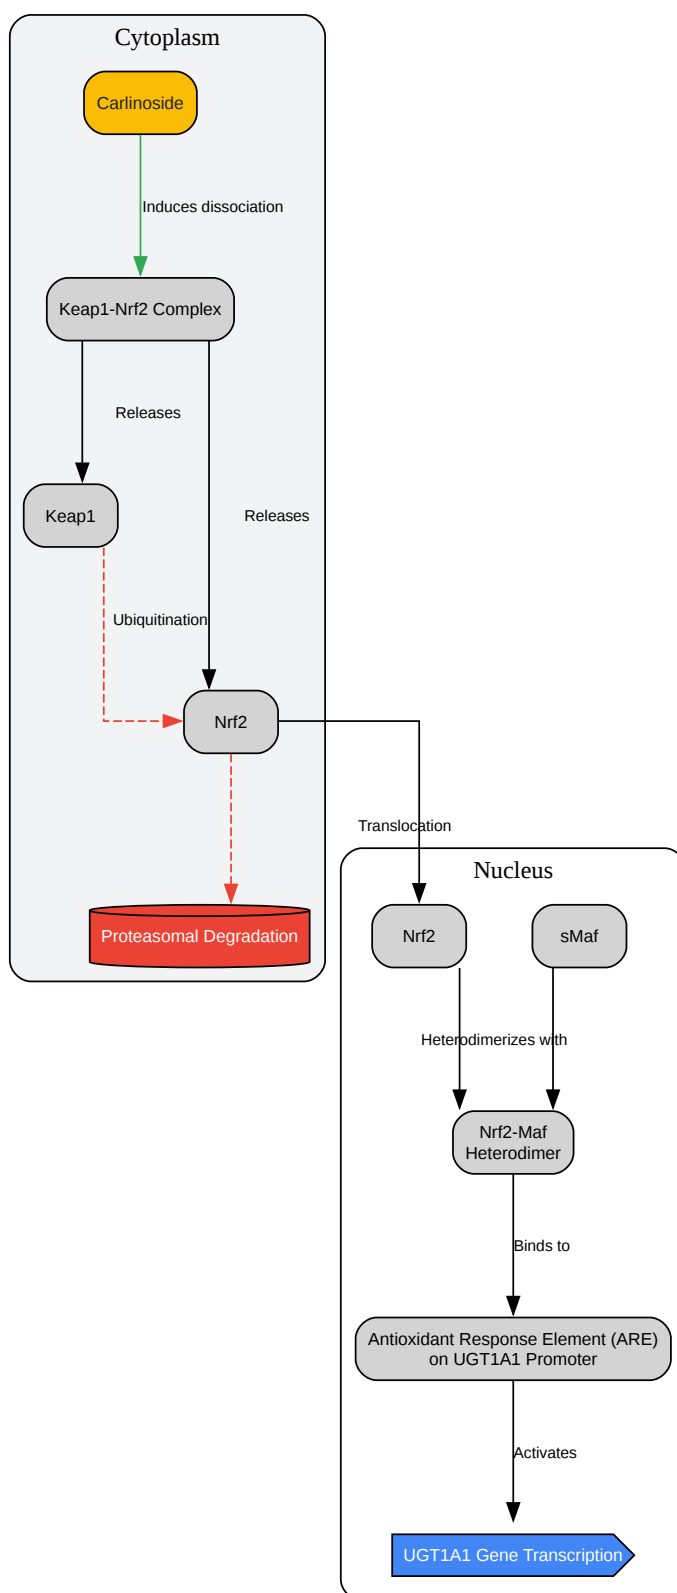 Cytoplasm
Carlinoside
Induces dissociation
Keap1-Nrf2 Complex
Releases
Keap1
Releases
Ubiquitination
Nrf2
Translocation
Nucleus
Proteasomal Degradation
Nrf2
sMaf
Heterodimerizes with
Nrf2-Maf
Heterodimer
Binds to
Antioxidant Response Element (ARE)
on UGT1A1 Promoter
Activates
UGT1A1 Gene Transcription